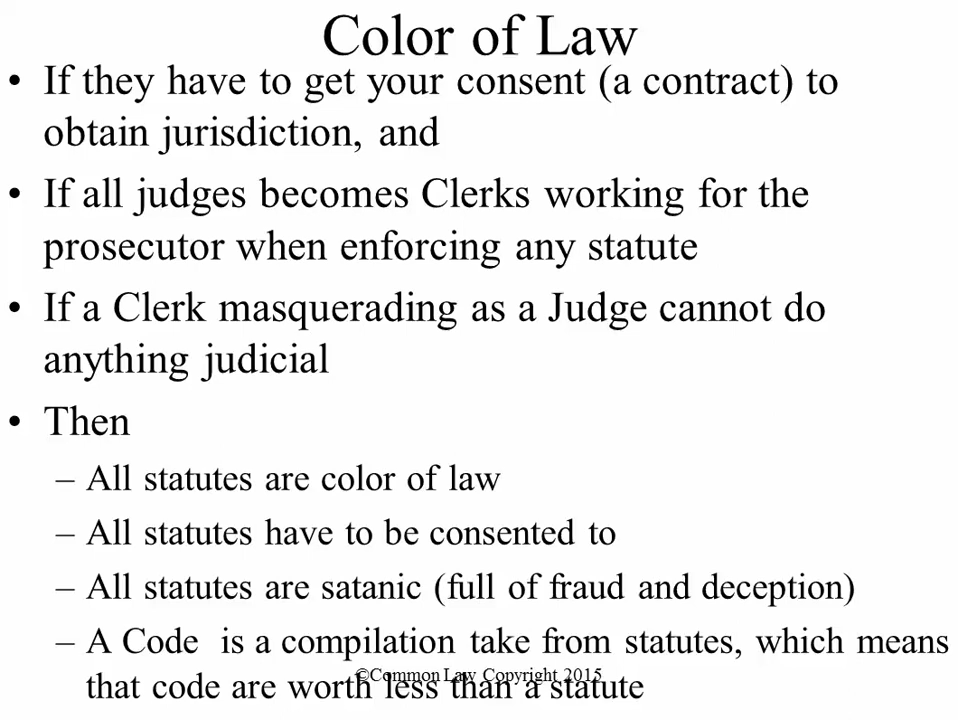 Color of Law
• If they have to get your consent (a contract) to
obtain jurisdiction, and
• If all judges becomes Clerks working for the
prosecutor when enforcing any statute
• If a Clerk masquerading as a Judge cannot do
anything judicial
• Then
– All statutes are color of law
– All statutes have to be consented to
– All statutes are satanic (full of fraud and deception)
– A Code  is a compilation take from statutes, which means
that code are worth less than a statute
©Common Law Copyright 2015